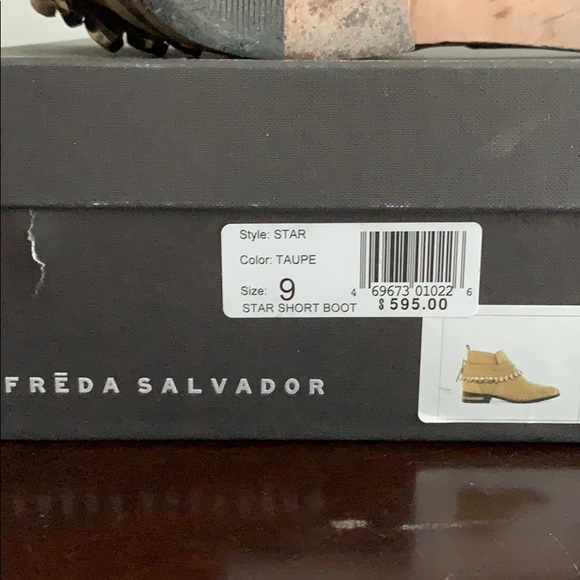 Style: STAR
Color: TAUPE
Size: 9
STAR SHORT BOOT
4 69673 01022 6
$ 595.00
FRĒDA SALVADOR